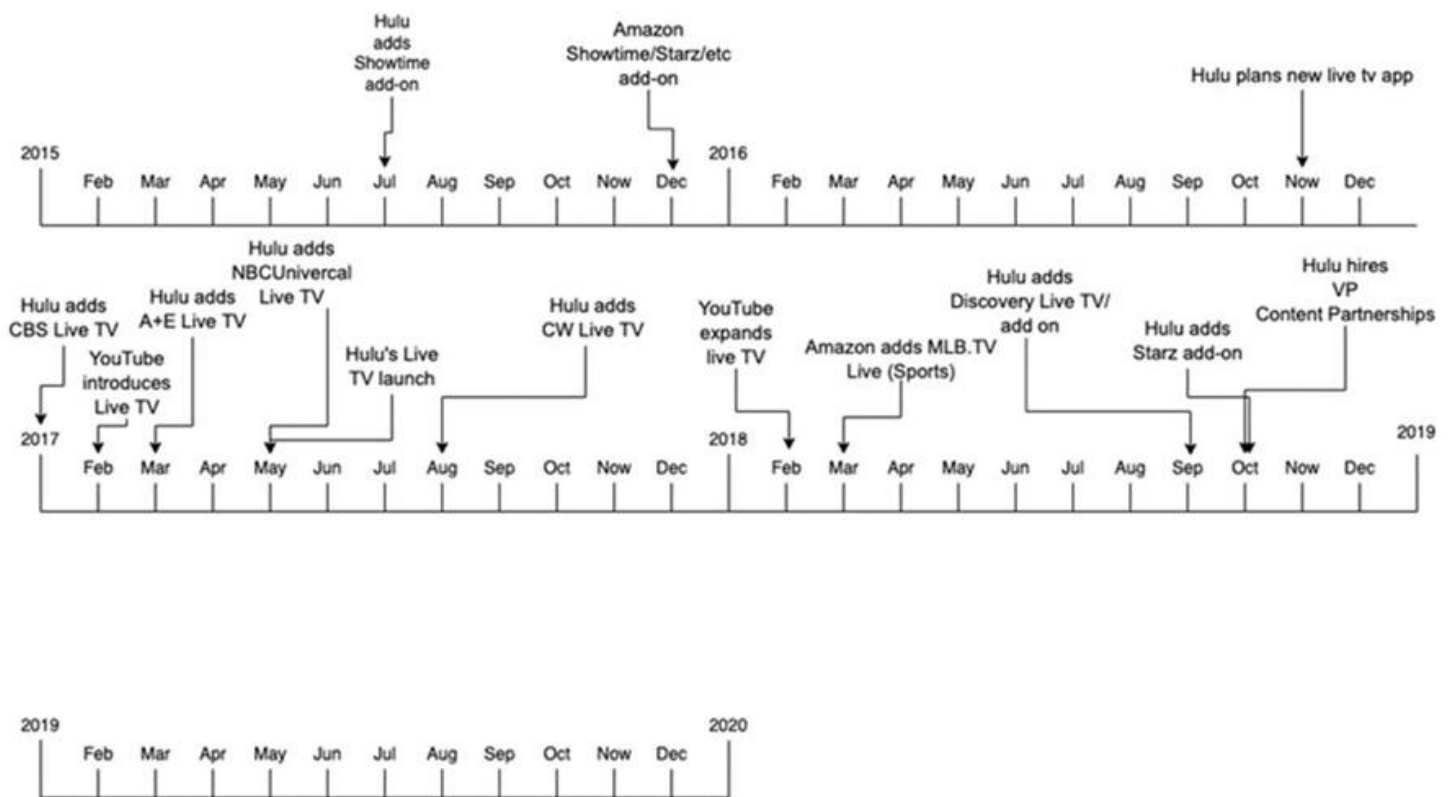 Hulu
adds
Showtime
add-on
Amazon
Showtime/Starz/etc
add-on
Hulu plans new live tv app
2015
2016
Feb Mar Apr May Jun Jul Aug Sep Oct Now Dec
Feb Mar Apr May Jun Jul Aug Sep Oct Now Dec
Hulu adds
CBS Live TV
YouTube
introduces
Live TV
Hulu adds
A+E Live TV
Hulu adds
NBCUnivercal
Live TV
Hulu's Live
TV launch
Hulu adds
CW Live TV
YouTube
expands
live TV
Amazon adds MLB.TV
Live (Sports)
Hulu adds
Discovery Live TV/
add on
Hulu adds
Starz add-on
Hulu hires
VP
Content Partnerships
2017
2018
2019
Feb Mar Apr May Jun Jul Aug Sep Oct Now Dec
Feb Mar Apr May Jun Jul Aug Sep Oct Now Dec
2019
2020
Feb Mar Apr May Jun Jul Aug Sep Oct Now Dec